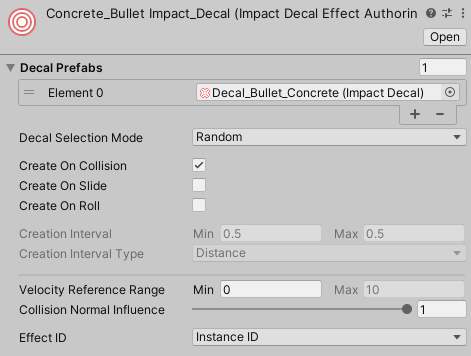 Concrete_Bullet Impact_Decal (Impact Decal Effect Authorin
Open
Decal Prefabs 1
Element 0 Decal_Bullet_Concrete (Impact Decal)
Decal Selection Mode Random
Create On Collision
Create On Slide
Create On Roll
Creation Interval Min 0.5 Max 0.5
Creation Interval Type Distance
Velocity Reference Range Min 0 Max 10
Collision Normal Influence 1
Effect ID Instance ID